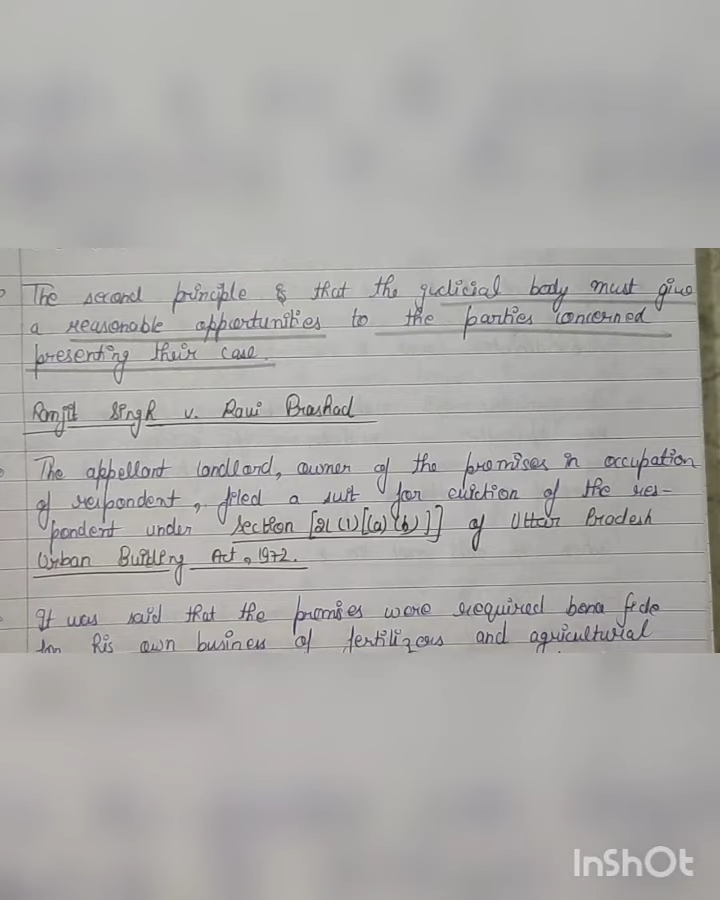 The second principle is that the judicial body must give
a reasonable opportunities to the parties concerned
presenting their case.
Ranjit Singh v. Ravi Prashad
The appellant landlord, owner of the premises in occupation
of respondent, filed a suit for eviction of the res-
pondent under section [21(1)[(a)(b)]] of Uttar Pradesh
Urban Building Act, 1972.
It was said that the premises were required bona fide
for his own business of fertilizers and agricultural
InShOt